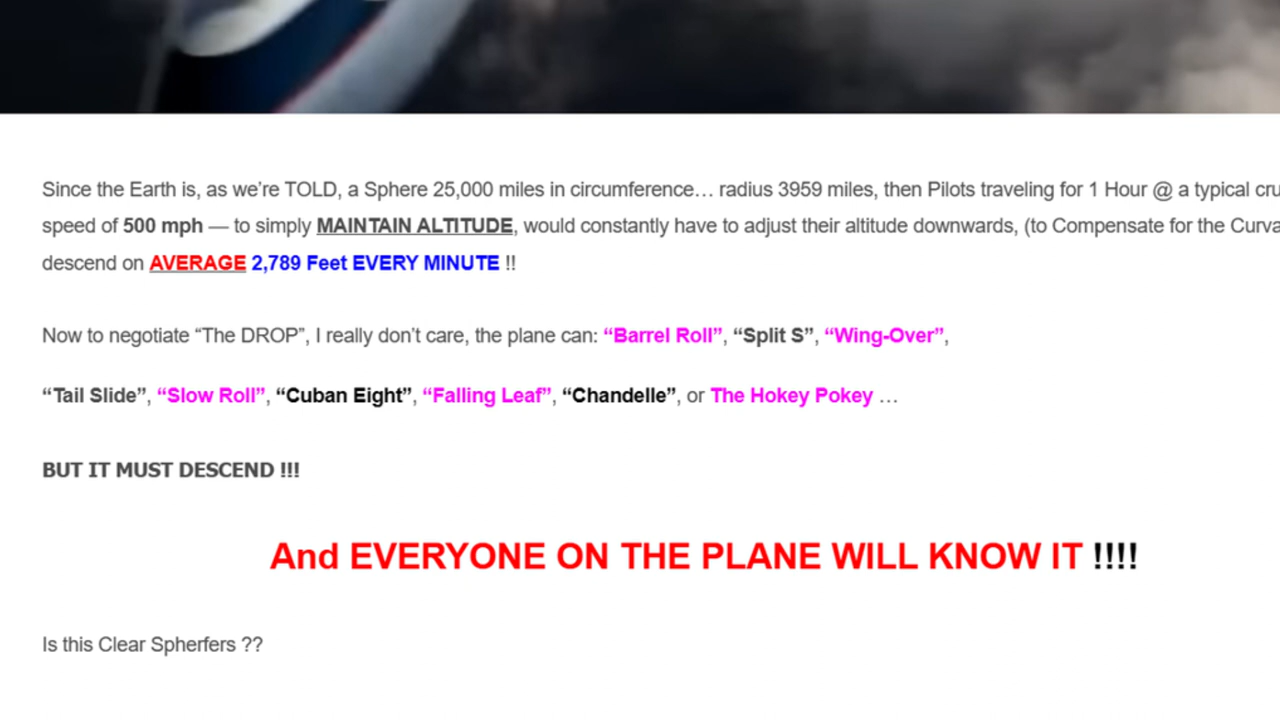 Since the Earth is, as we’re TOLD, a Sphere 25,000 miles in circumference… radius 3959 miles, then Pilots traveling for 1 Hour @ a typical
speed of 500 mph — to simply MAINTAIN ALTITUDE, would constantly have to adjust their altitude downwards, (to Compensate for the
descend on AVERAGE 2,789 Feet EVERY MINUTE !!
Now to negotiate “The DROP”, I really don’t care, the plane can: “Barrel Roll”, “Split S”, “Wing-Over”,
“Tail Slide”, “Slow Roll”, “Cuban Eight”, “Falling Leaf”, “Chandelle”, or The Hokey Pokey …
BUT IT MUST DESCEND !!!
And EVERYONE ON THE PLANE WILL KNOW IT !!!!
Is this Clear Spherfers ??